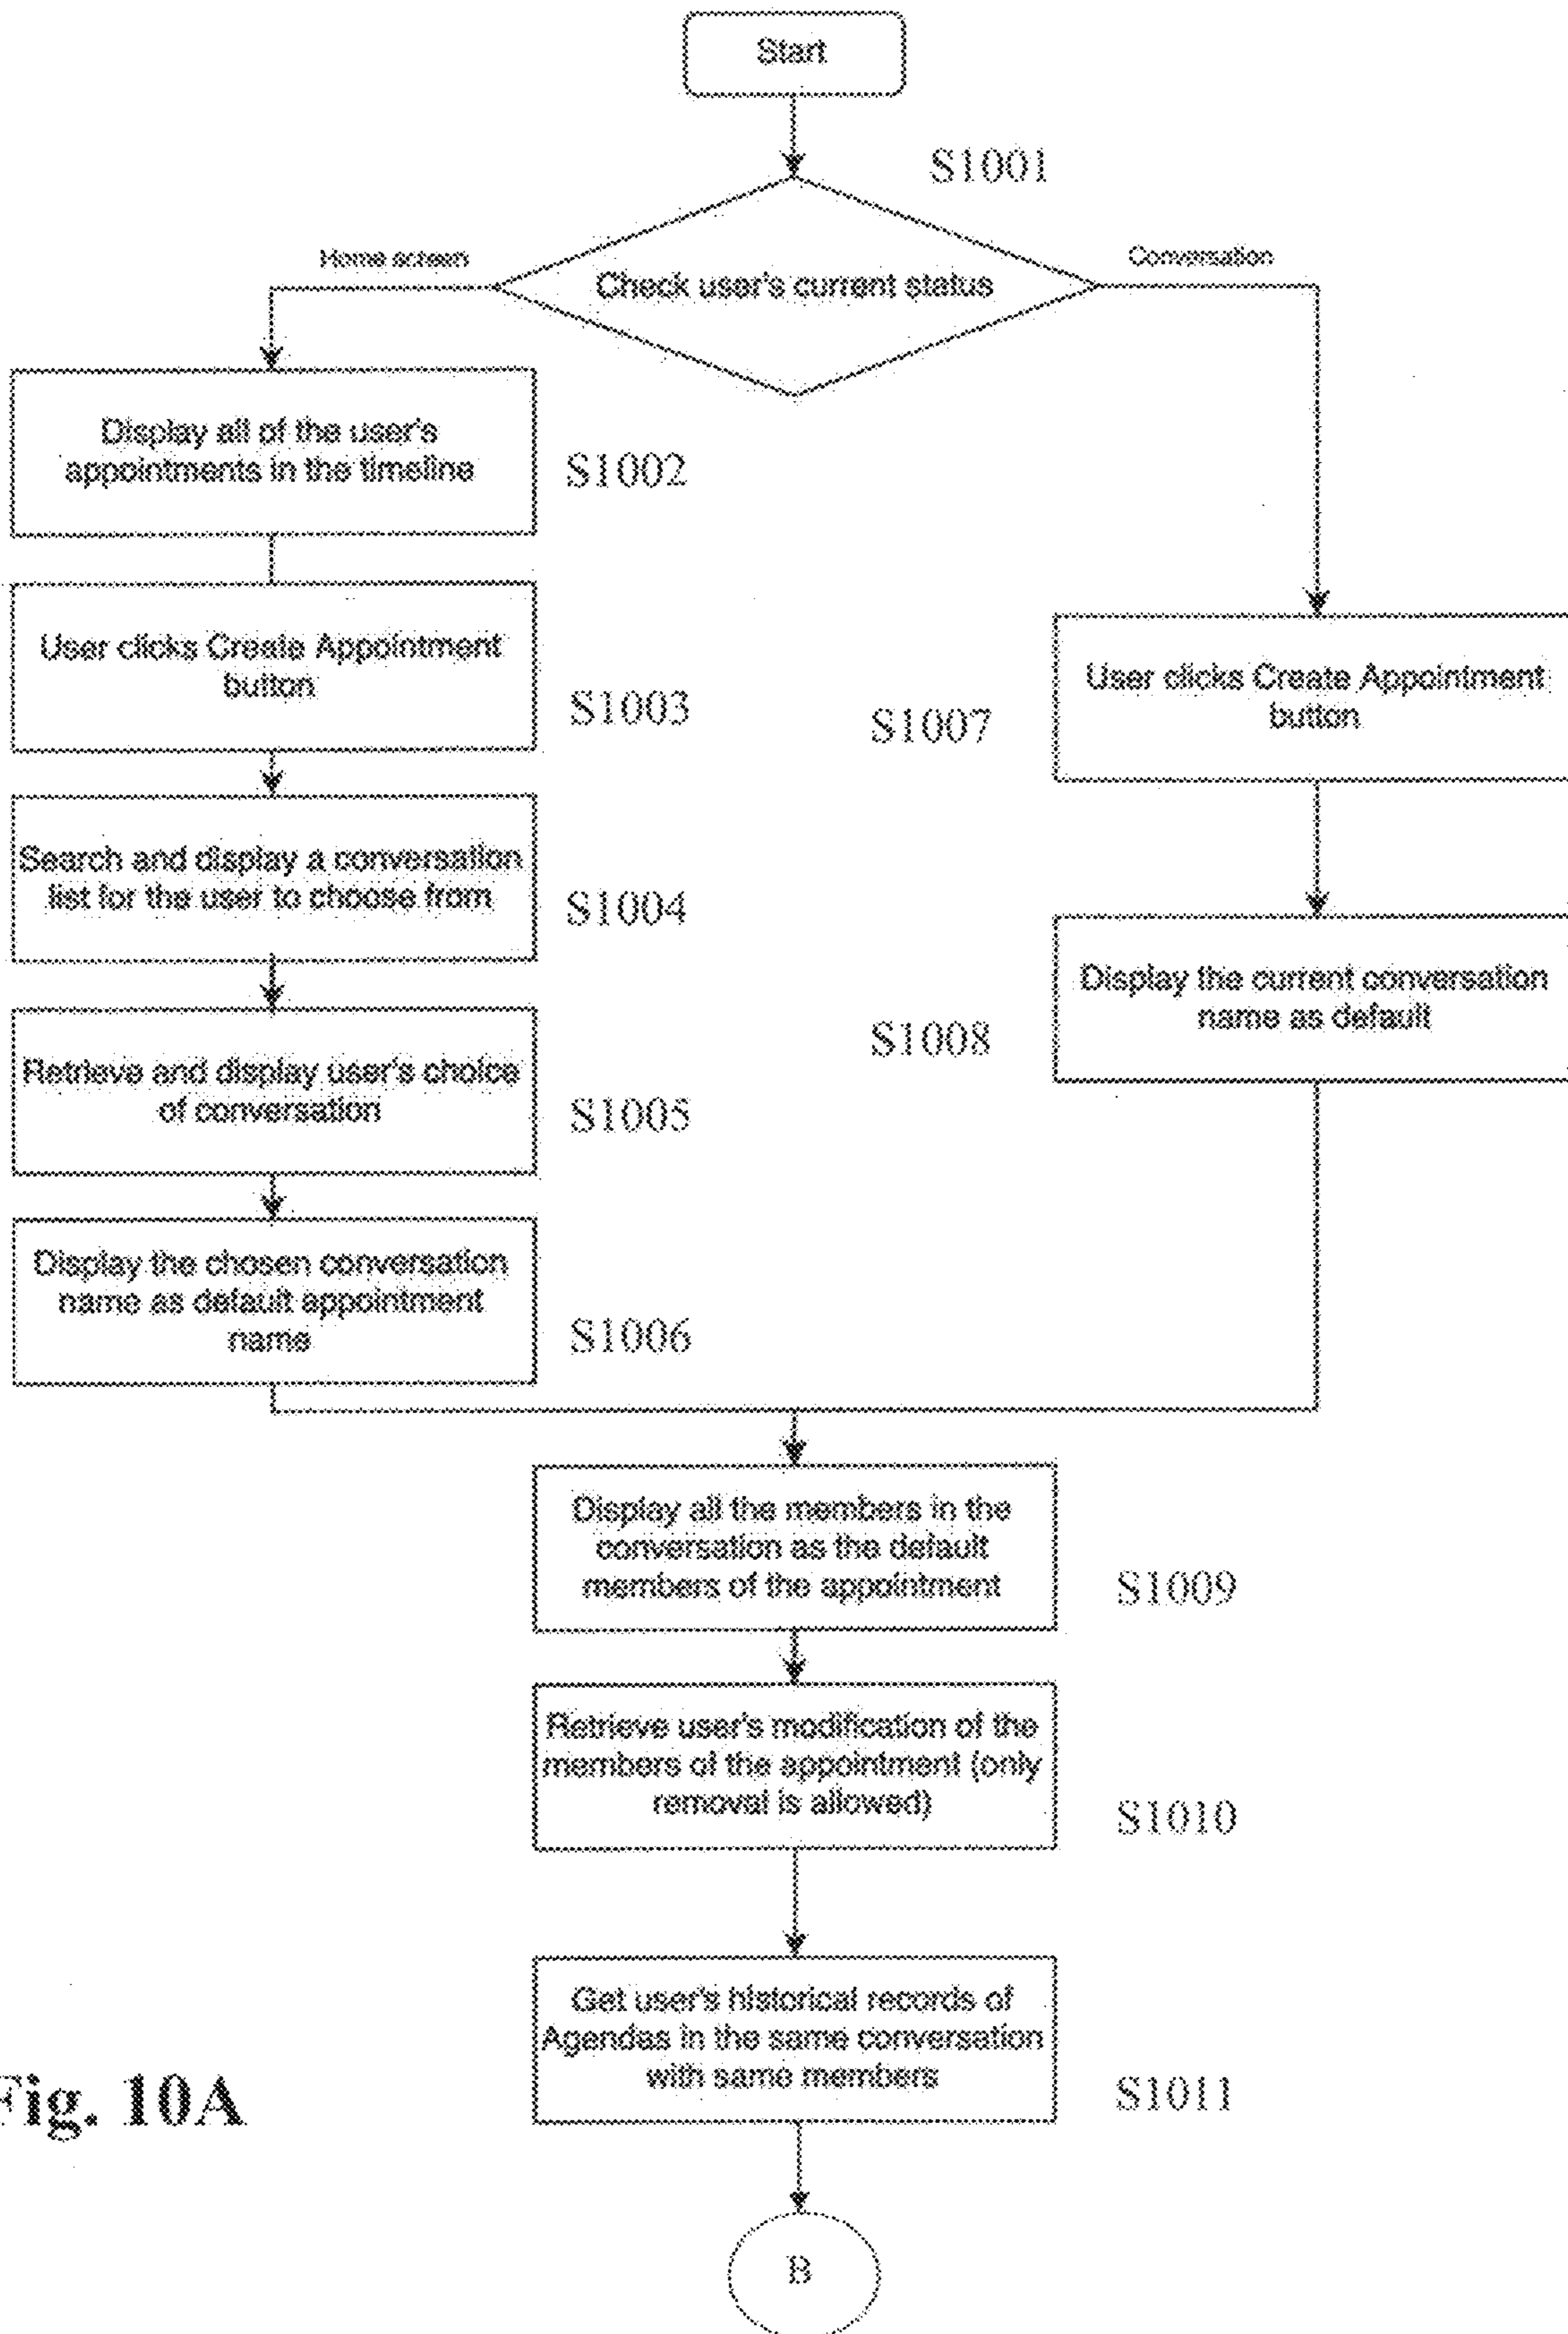 Start
S1001
Home screen
Conversation
Check user's current status
Display all of the user's
appointments in the timeline
S1002
User clicks Create Appointment
button
S1003
S1007
User clicks Create Appointment
button
Search and display a conversation
list for the user to choose from
S1004
Display the current conversation
name as default
S1008
Retrieve and display user's choice
of conversation
S1005
Display the chosen conversation
name as default appointment
name
S1006
Display all the members in the
conversation as the default
members of the appointment
S1009
Retrieve user's modification of the
members of the appointment (only
removal is allowed)
S1010
Get user's historical records of
Agendas in the same conversation
with same members
S1011
Fig. 10A
B